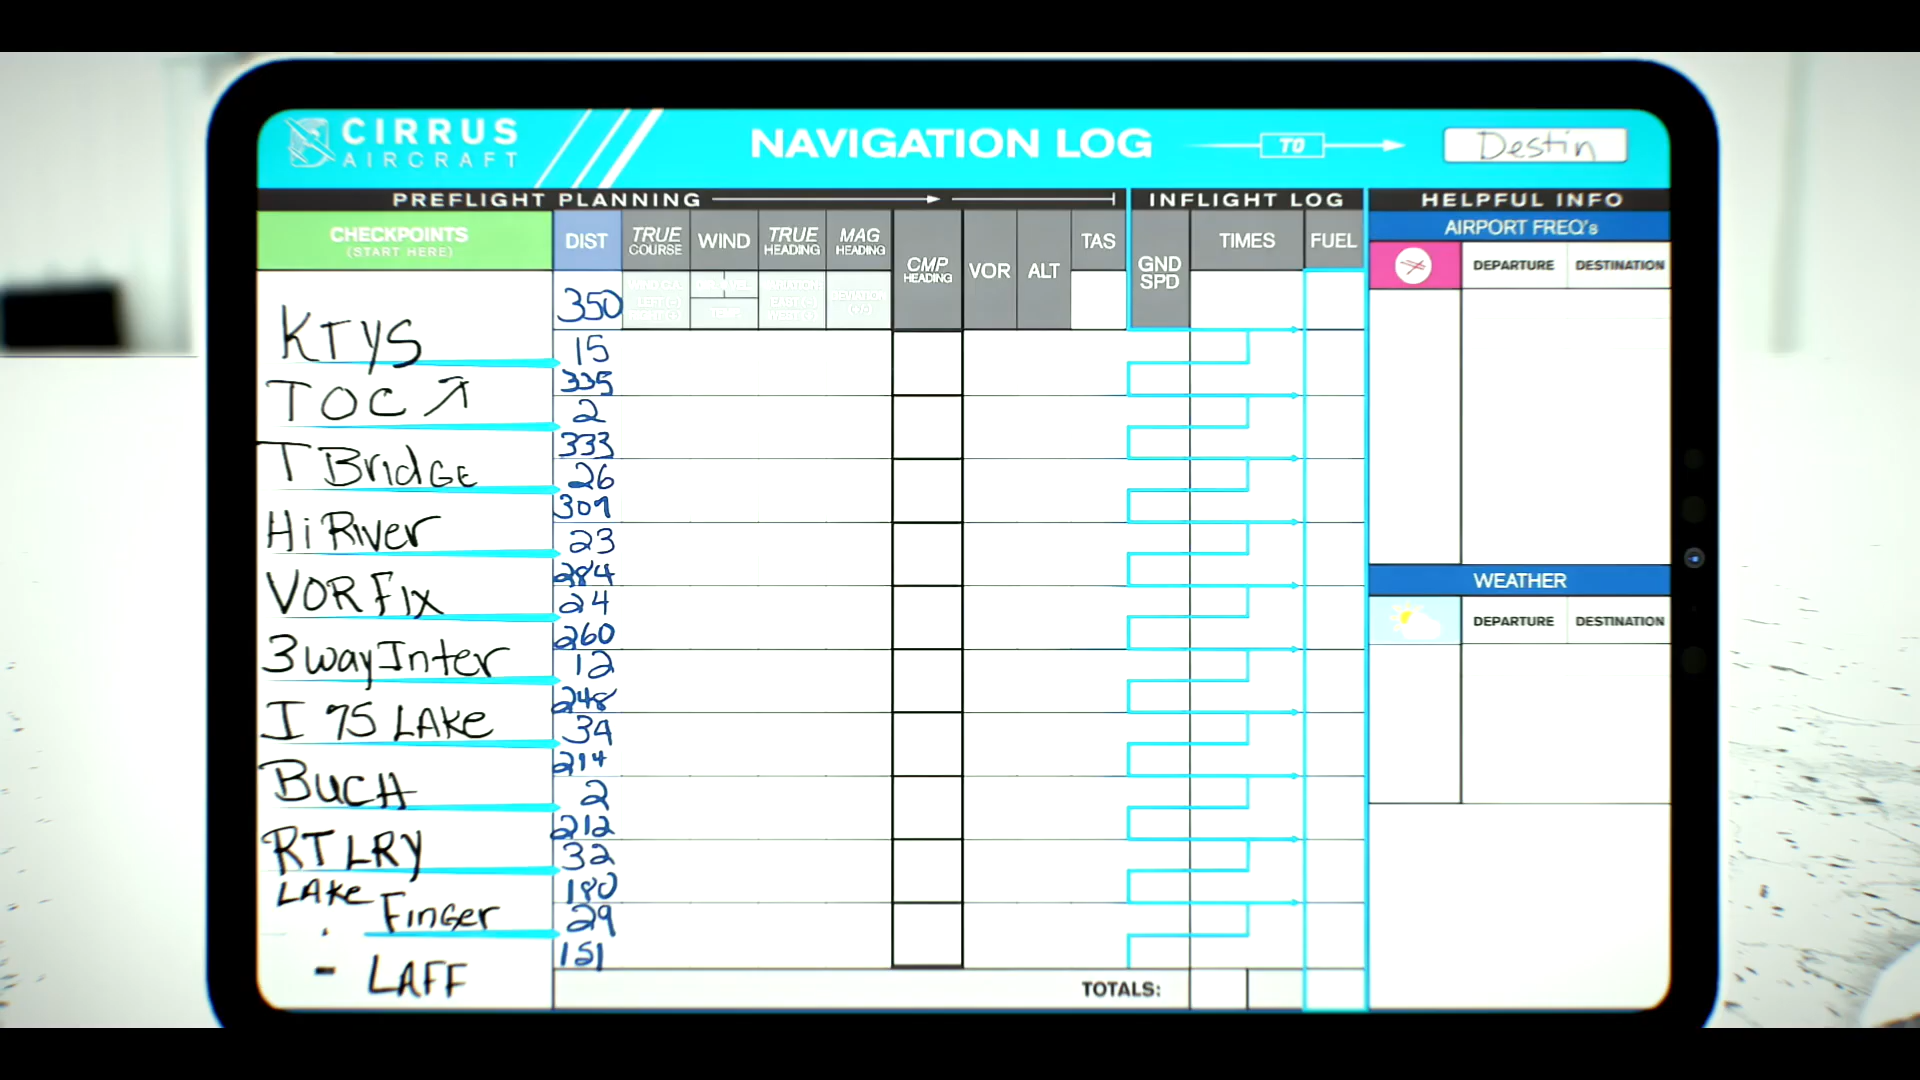 CIRRUS
AIRCRAFT
NAVIGATION LOG
TO
Destin
PREFLIGHT PLANNING
INFLIGHT LOG
HELPFUL INFO
CHECKPOINTS
(START HERE)
DIST
TRUE
COURSE
WIND
TRUE
HEADING
MAG
HEADING
CMP
HEADING
VOR
ALT
TAS
GND
SPD
TIMES
FUEL
AIRPORT FREQ's
DEPARTURE
DESTINATION
350
KTYS
15
335
TOC
2
333
T BridGE
26
309
Hi River
23
284
VOR Fix
24
260
3 way Inter
12
248
I 75 LAKe
34
214
BUCH
2
212
RT LRY
32
180
LAKe Finger
29
151
- LAFF
TOTALS:
WEATHER
DEPARTURE
DESTINATION